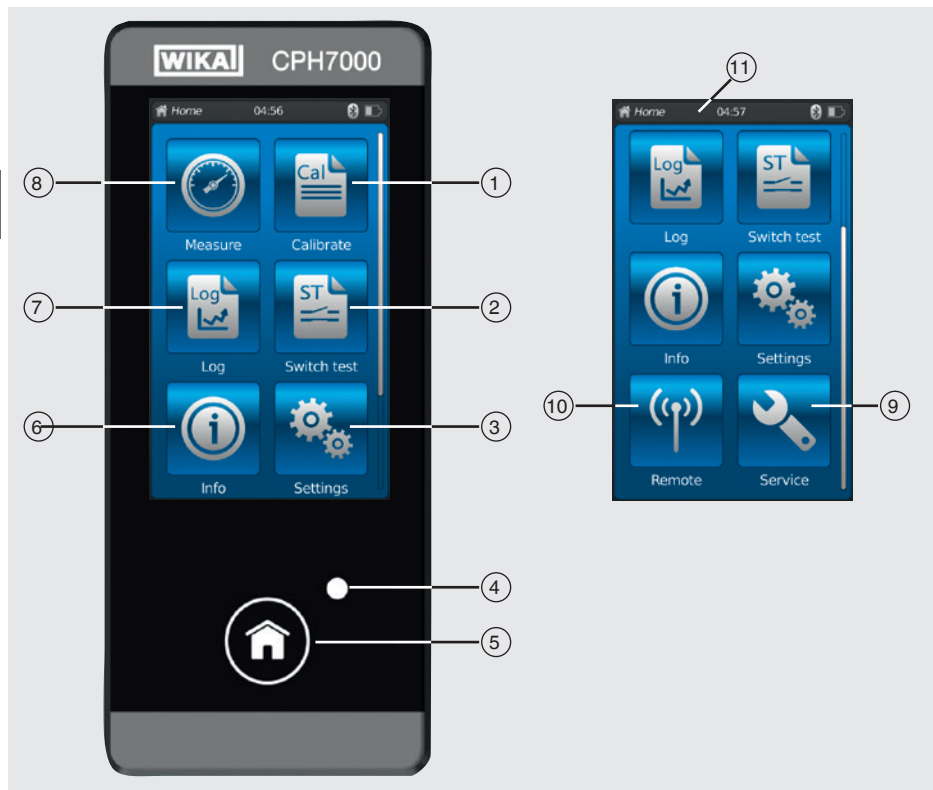 WIKA CPH7000
Home 04:56
Cal
Measure Calibrate
Log ST
Log Switch test
Info Settings
8
7
6
1
2
3
4
5
11
Home 04:57
Log ST
Log Switch test
Info Settings
Remote Service
10
9